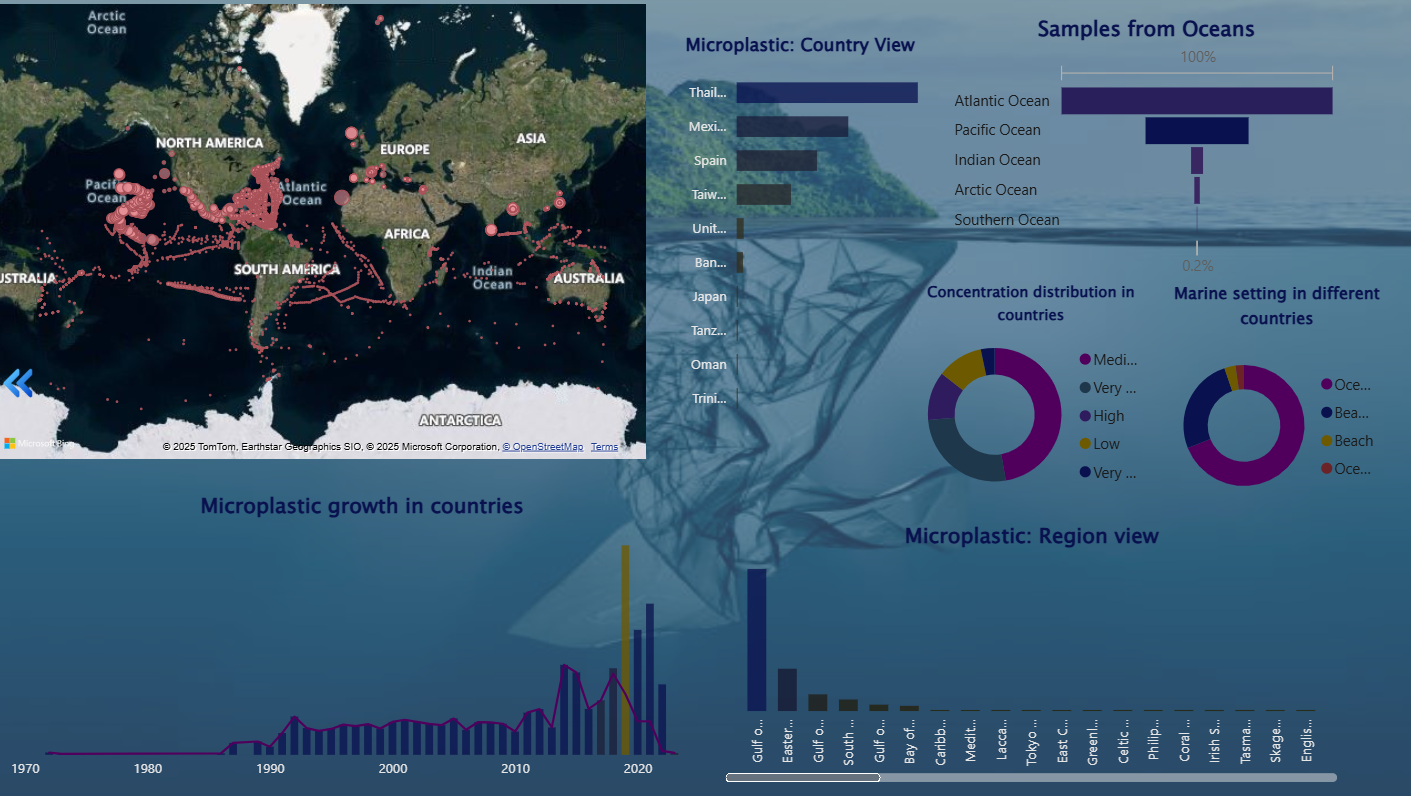 Arctic
Ocean
NORTH AMERICA
ASIA
EUROPE
Pacific
Ocean
Atlantic
Ocean
AFRICA
SOUTH AMERICA
Indian
Ocean
USTRALIA
AUSTRALIA
ANTARCTICA
Microsoft Bing
© 2025 TomTom, Earthstar Geographics SIO, © 2025 Microsoft Corporation, © OpenStreetMap Terms
Microplastic: Country View
Thail...
Mexi...
Spain
Taiw...
Unit...
Ban...
Japan
Tanz...
Oman
Trini...
Samples from Oceans
100%
Atlantic Ocean
Pacific Ocean
Indian Ocean
Arctic Ocean
Southern Ocean
0.2%
Concentration distribution in
countries
Medi...
Very ...
High
Low
Very ...
Marine setting in different
countries
Oce...
Bea...
Beach
Oce...
Microplastic growth in countries
1970
1980
1990
2000
2010
2020
Microplastic: Region view
Gulf o...
Easter...
Gulf o...
South ...
Gulf o...
Bay of...
Caribb...
Medit...
Lacca...
Tokyo ...
East C...
Greenl...
Celtic ...
Philip...
Coral ...
Irish S...
Tasma...
Skage...
Englis...